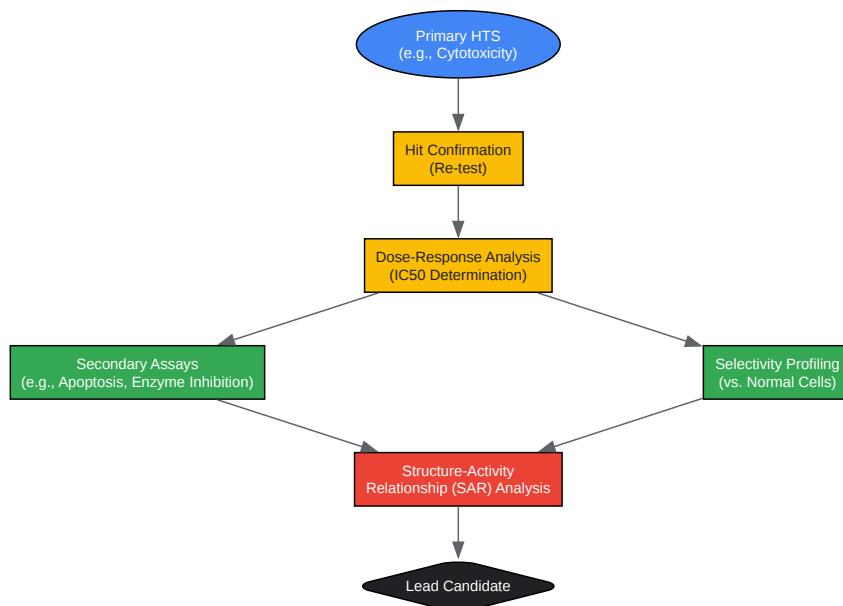 Primary HTS
(e.g., Cytotoxicity)
Hit Confirmation
(Re-test)
Dose-Response Analysis
(IC50 Determination)
Secondary Assays
(e.g., Apoptosis, Enzyme Inhibition)
Selectivity Profiling
(vs. Normal Cells)
Structure-Activity
Relationship (SAR) Analysis
Lead Candidate